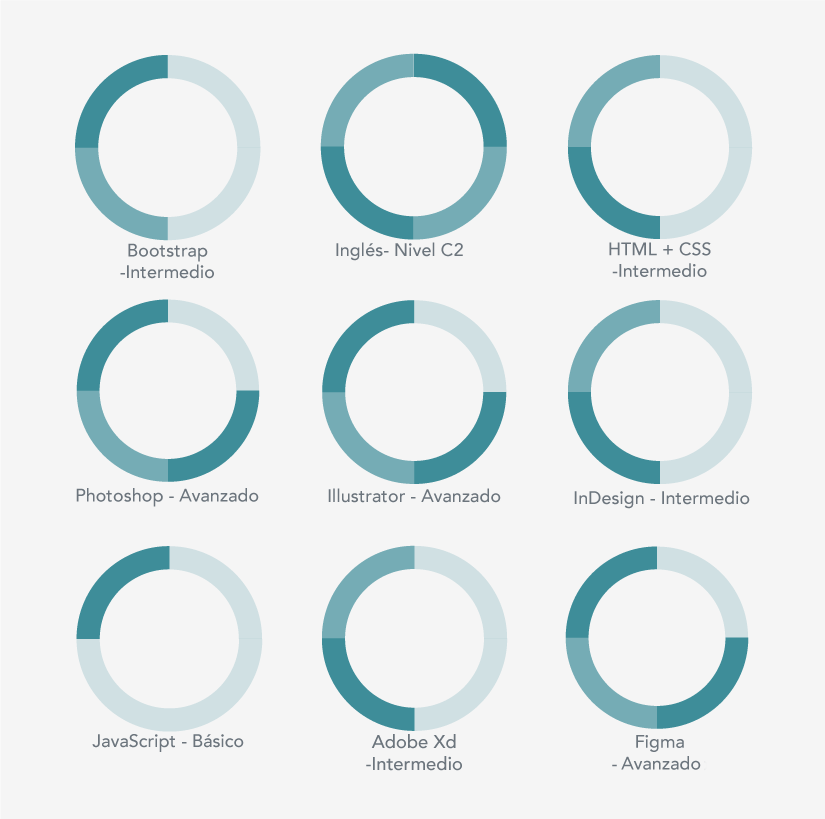 Bootstrap
-Intermedio
Inglés- Nivel C2
HTML + CSS
-Intermedio
Photoshop - Avanzado
Illustrator - Avanzado
InDesign - Intermedio
JavaScript - Básico
Adobe Xd
-Intermedio
Figma
- Avanzado